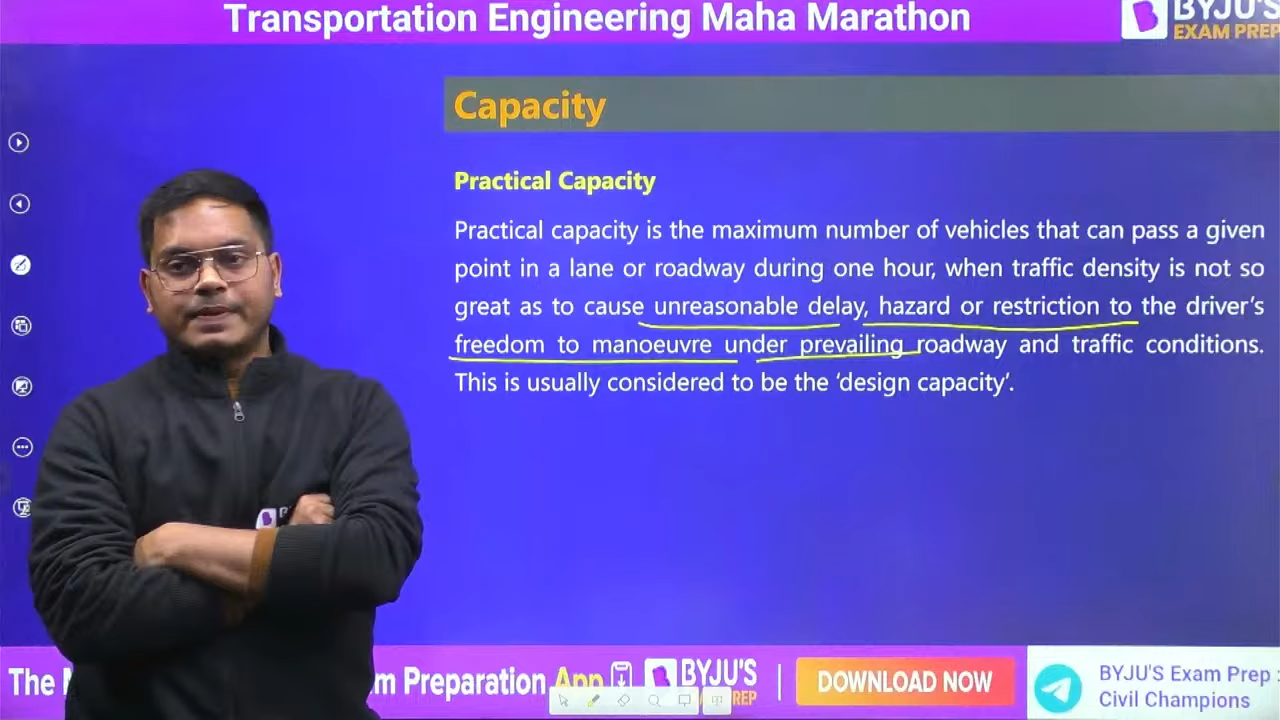 Transportation Engineering Maha Marathon
BYJU'S
EXAM PREP
Capacity
Practical Capacity
Practical capacity is the maximum number of vehicles that can pass a given
point in a lane or roadway during one hour, when traffic density is not so
great as to cause unreasonable delay, hazard or restriction to the driver's
freedom to manoeuvre under prevailing roadway and traffic conditions.
This is usually considered to be the 'design capacity'.
The
Preparation App
BYJU'S
DOWNLOAD NOW
BYJU'S Exam Prep :
Civil Champions